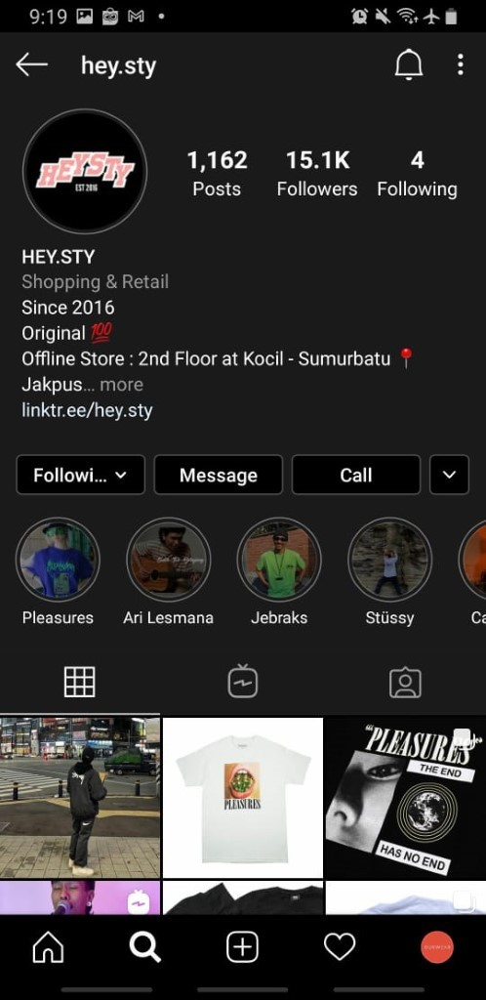 9:19
hey.sty
HEYSTY
EST 2016
1,162 15.1K 4
Posts Followers Following
HEY.STY
Shopping & Retail
Since 2016
Original 💯
Offline Store : 2nd Floor at Kocil - Sumurbatu 📍
Jakpus… more
linktr.ee/hey.sty
Followi… Message Call
Pleasures Ari Lesmana Jebraks Stüssy Ca
PLEASURES
"PLEASURES
THE END
HAS NO END